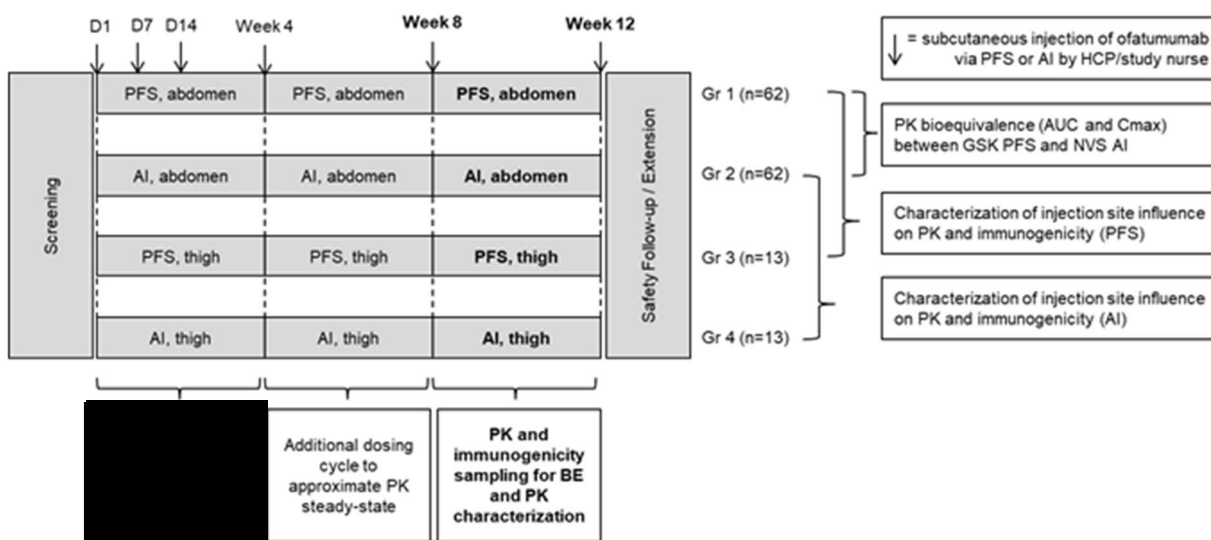 D1 D7 D14 Week 4 Week 8 Week 12
↓ = subcutaneous injection of ofatumumab
via PFS or AI by HCP/study nurse
Screening
PFS, abdomen PFS, abdomen PFS, abdomen
AI, abdomen AI, abdomen AI, abdomen
PFS, thigh PFS, thigh PFS, thigh
AI, thigh AI, thigh AI, thigh
Safety Follow-up / Extension
Gr 1 (n=62)
Gr 2 (n=62)
Gr 3 (n=13)
Gr 4 (n=13)
PK bioequivalence (AUC and Cmax)
between GSK PFS and NVS AI
Characterization of injection site influence
on PK and immunogenicity (PFS)
Characterization of injection site influence
on PK and immunogenicity (AI)
Additional dosing
cycle to
approximate PK
steady-state
PK and
immunogenicity
sampling for BE
and PK
characterization